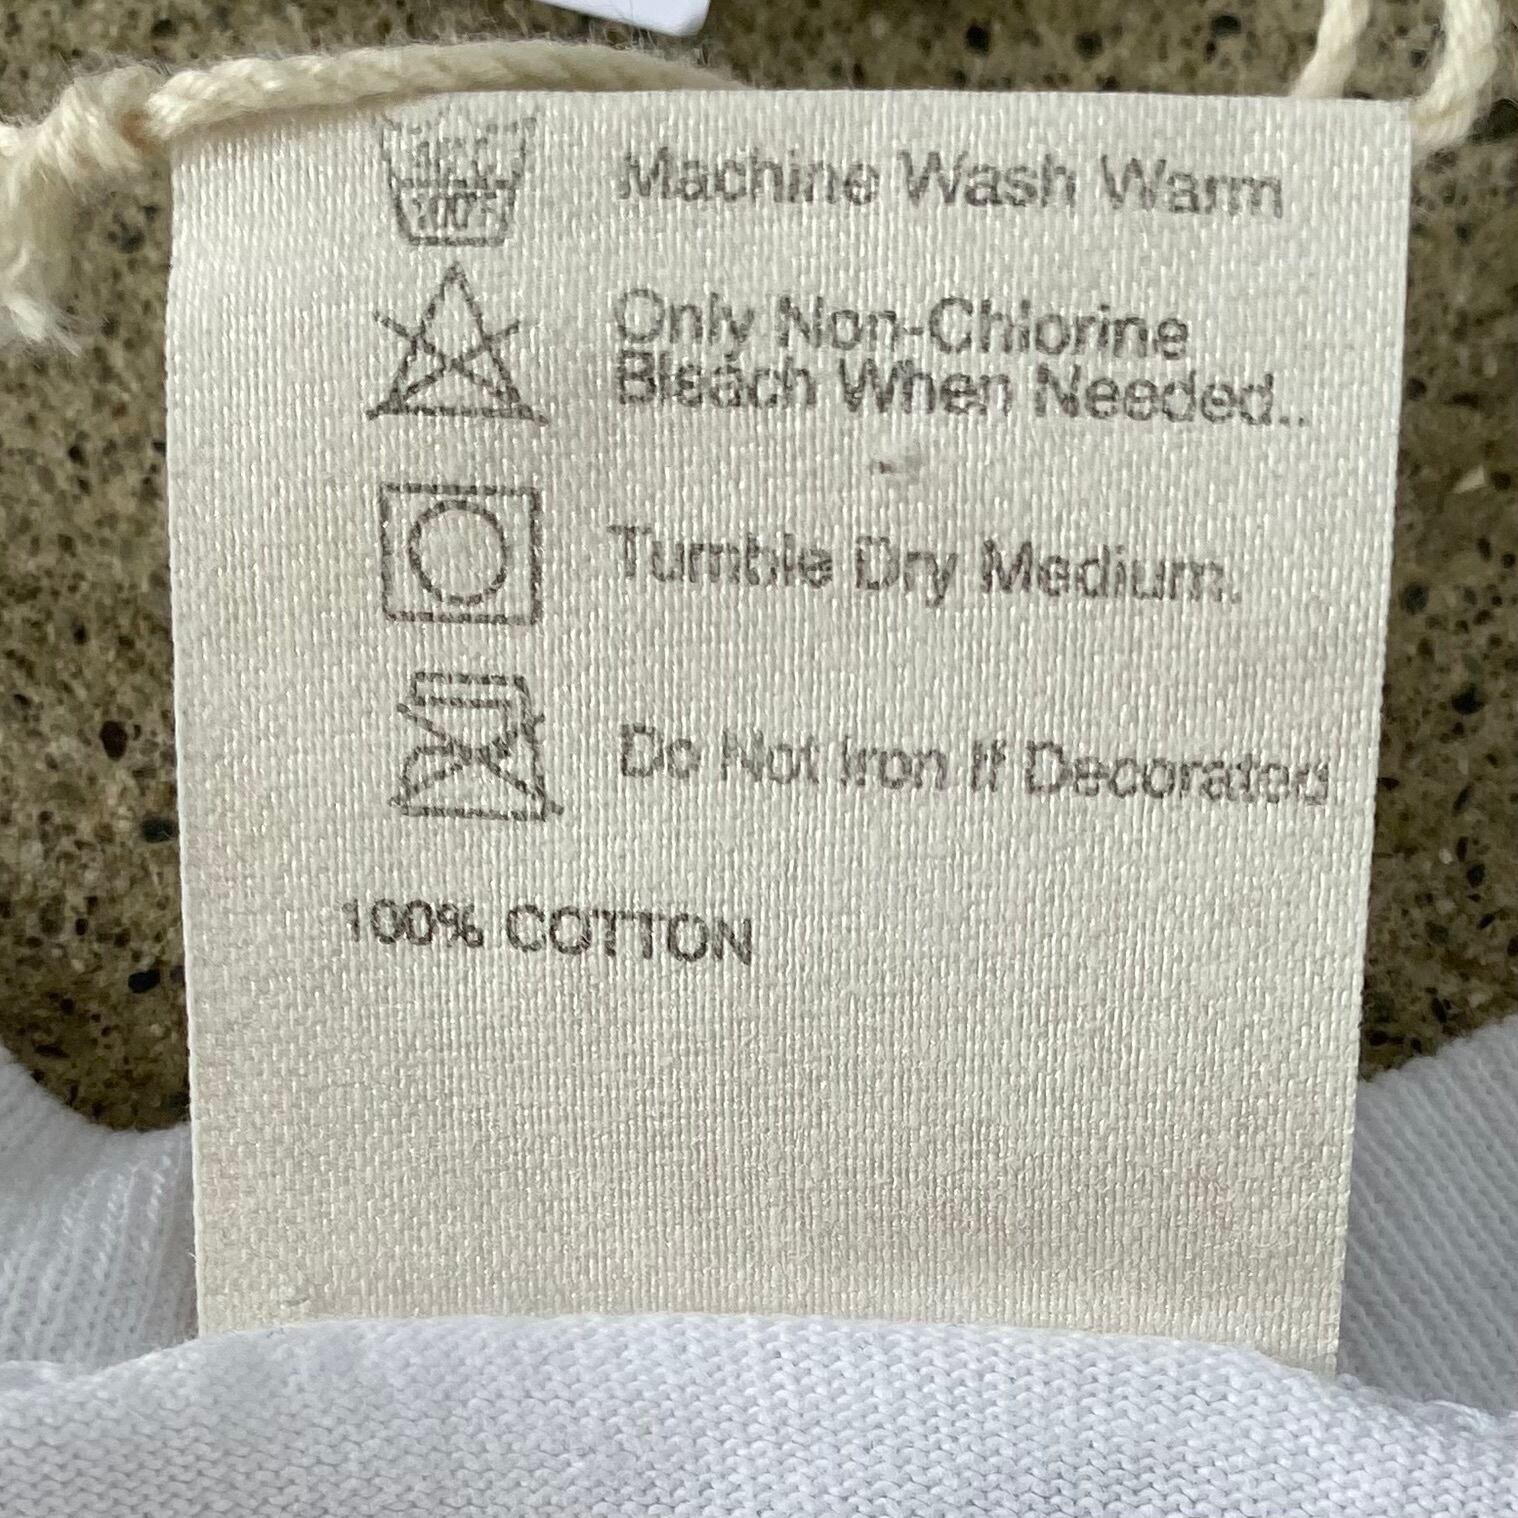 Machine Wash Warm
100°F
Only Non-Chlorine
Bleach When Needed..
Tumble Dry Medium.
Do Not Iron If Decorated
100% COTTON